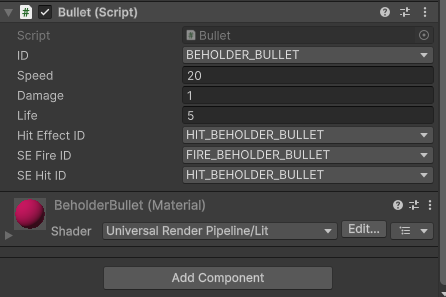 Bullet (Script)
Script Bullet
ID BEHOLDER_BULLET
Speed 20
Damage 1
Life 5
Hit Effect ID HIT_BEHOLDER_BULLET
SE Fire ID FIRE_BEHOLDER_BULLET
SE Hit ID HIT_BEHOLDER_BULLET
BeholderBullet (Material)
Shader Universal Render Pipeline/Lit Edit...
Add Component